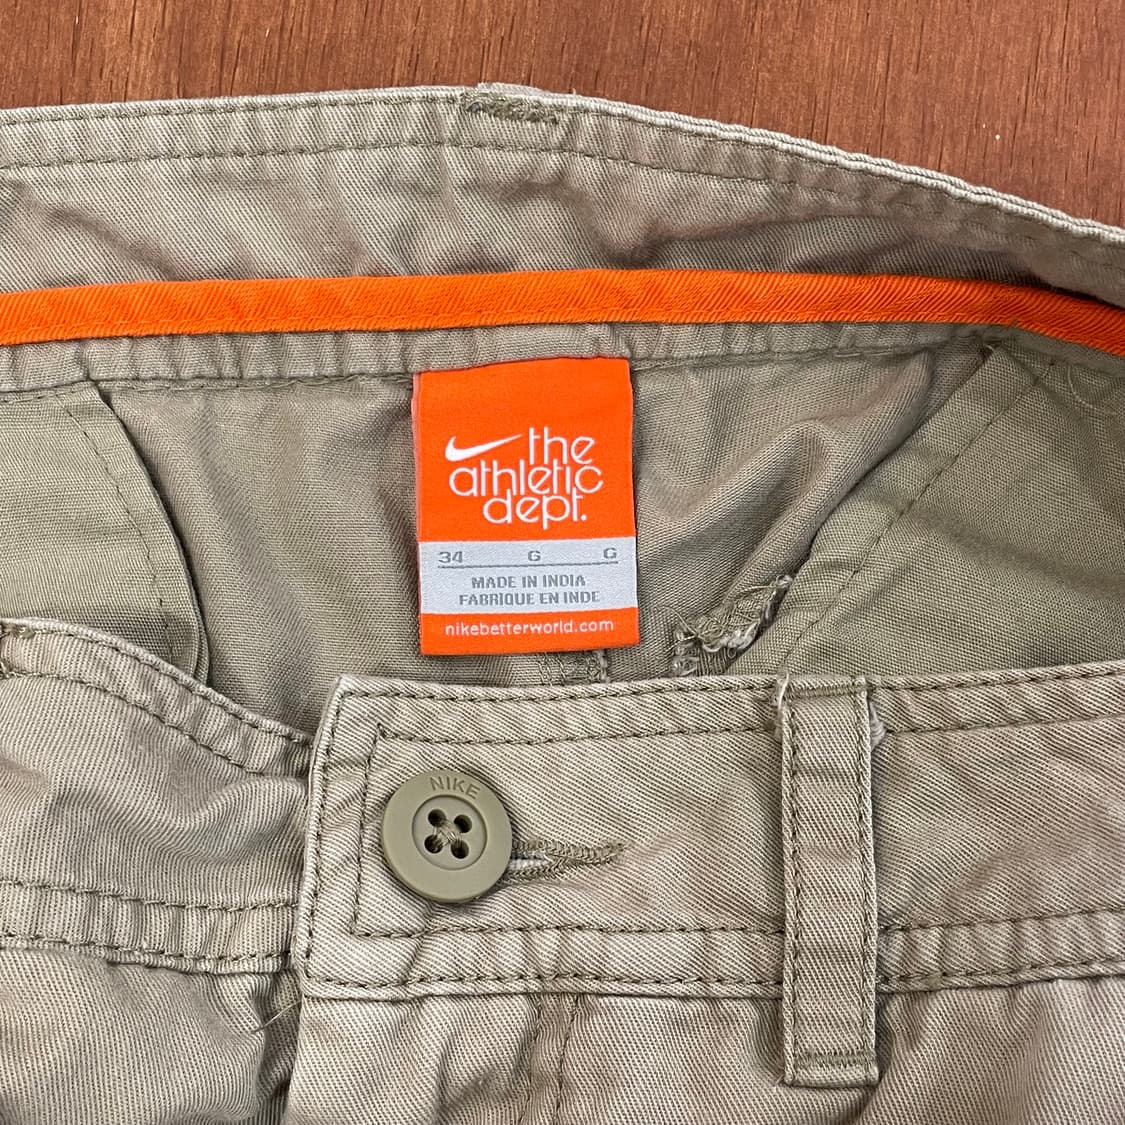 the
athletic
dept.
34 G G
MADE IN INDIA
FABRIQUE EN INDE
nikebetterworld.com
NIKE